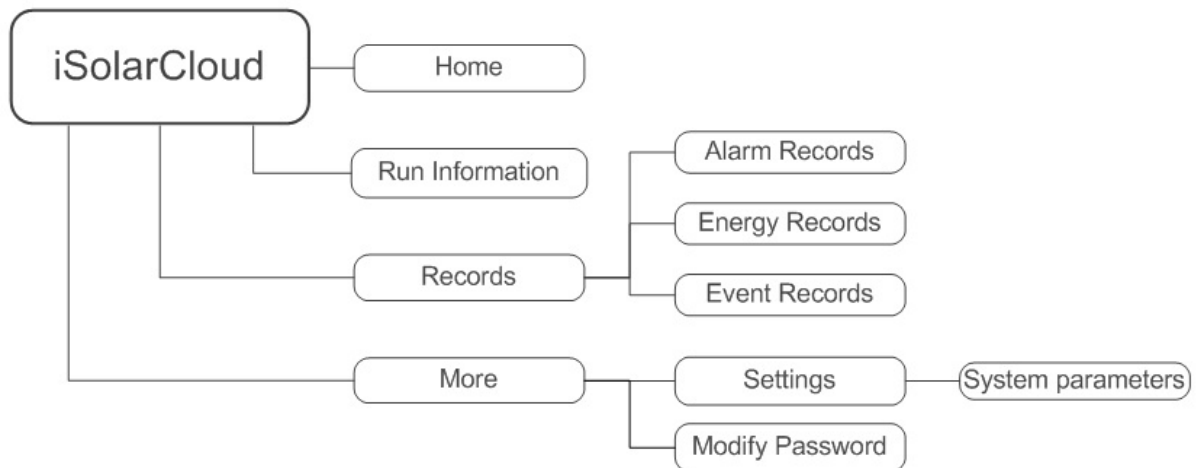 iSolarCloud
Home
Run Information
Records
Alarm Records
Energy Records
Event Records
More
Settings
System parameters
Modify Password